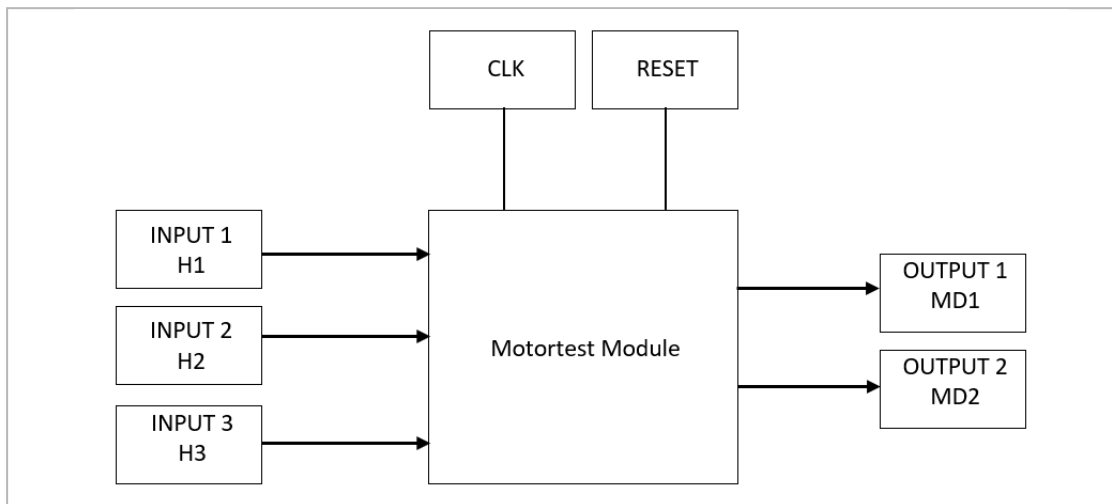 CLK
RESET
INPUT 1
H1
INPUT 2
H2
INPUT 3
H3
Motortest Module
OUTPUT 1
MD1
OUTPUT 2
MD2